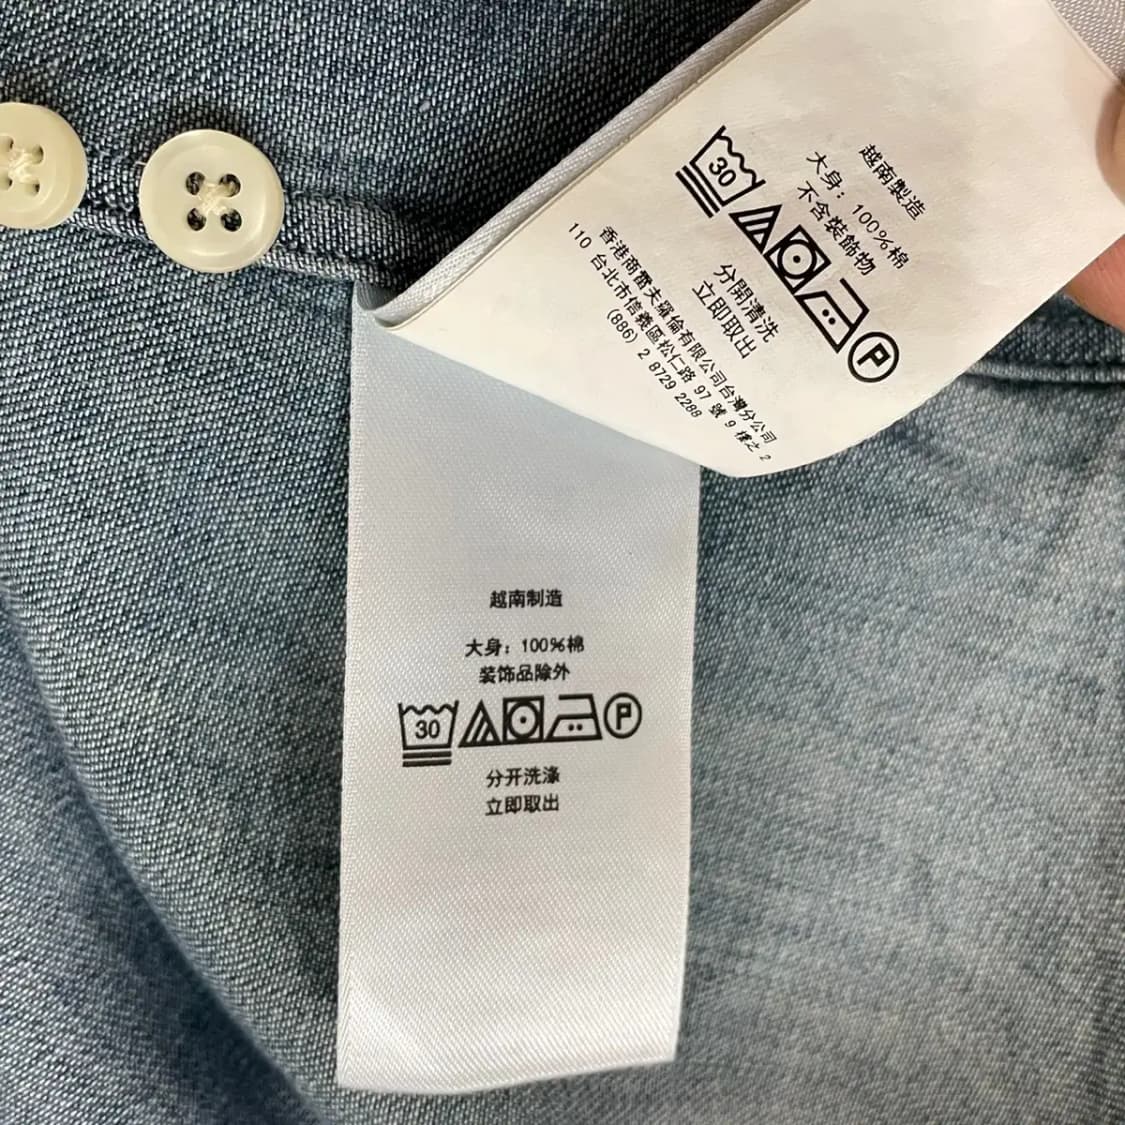 越南製造
大身：100%棉
不含裝飾物
30
P
分開清洗
立即取出
香港商雷夫羅倫有限公司台灣分公司
110 台北市信義區松仁路 97 號 9 樓之 2
(886) 2 8729 2288
越南制造
大身：100%棉
装饰品除外
30
P
分开洗涤
立即取出